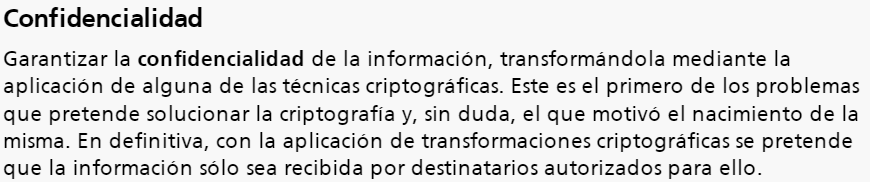 Confidencialidad
Garantizar la confidencialidad de la información, transformándola mediante la
aplicación de alguna de las técnicas criptográficas. Este es el primero de los problemas
que pretende solucionar la criptografía y, sin duda, el que motivó el nacimiento de la
misma. En definitiva, con la aplicación de transformaciones criptográficas se pretende
que la información sólo sea recibida por destinatarios autorizados para ello.